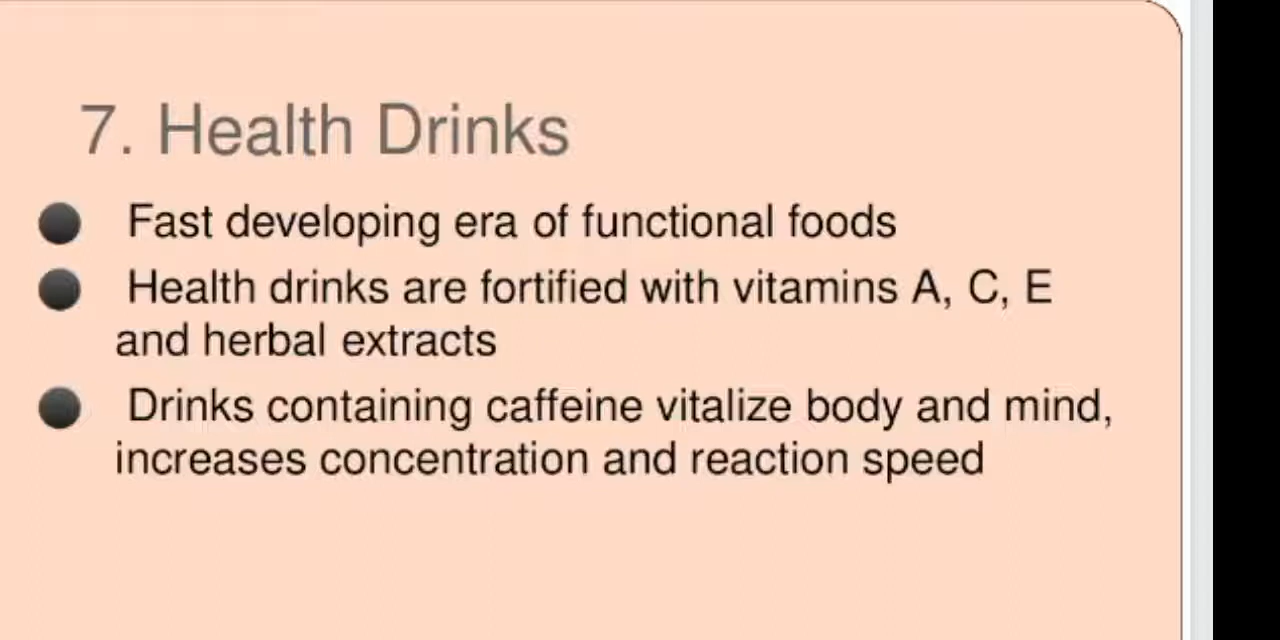 7. Health Drinks
Fast developing era of functional foods
Health drinks are fortified with vitamins A, C, E
and herbal extracts
Drinks containing caffeine vitalize body and mind,
increases concentration and reaction speed